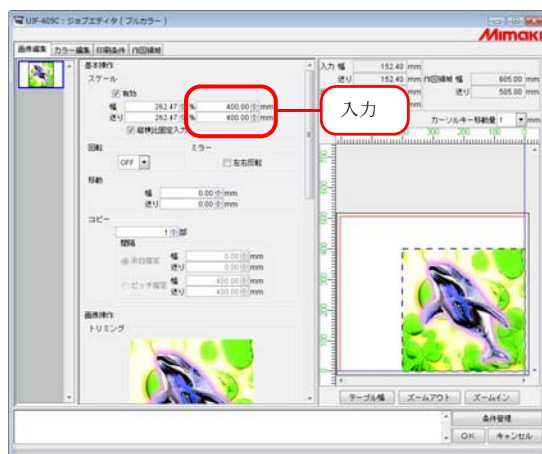 UJF-605C : ジョブエディタ ( フルカラー )
Mimaki
画像編集 カラー編集 印刷条件 作図領域
基本操作
スケール
有効
幅 262.47 % 400.00 mm
送り 262.47 % 400.00 mm
縦横比固定入力
入力
回転 ミラー
OFF 左右反転
移動
幅 0.00 mm
送り 0.00 mm
コピー
1 部
間隔
余白指定 幅 0.00 mm
送り 0.00 mm
ピッチ指定 幅 400.00 mm
送り 400.00 mm
画像操作
トリミング
入力 幅 152.40 mm 作図領域 幅 605.00 mm
送り 152.40 mm 送り 505.00 mm
mm
カーソルキー移動量 1 mm
400 300 200 100 0
テーブル幅 ズームアウト ズームイン
条件管理
OK キャンセル